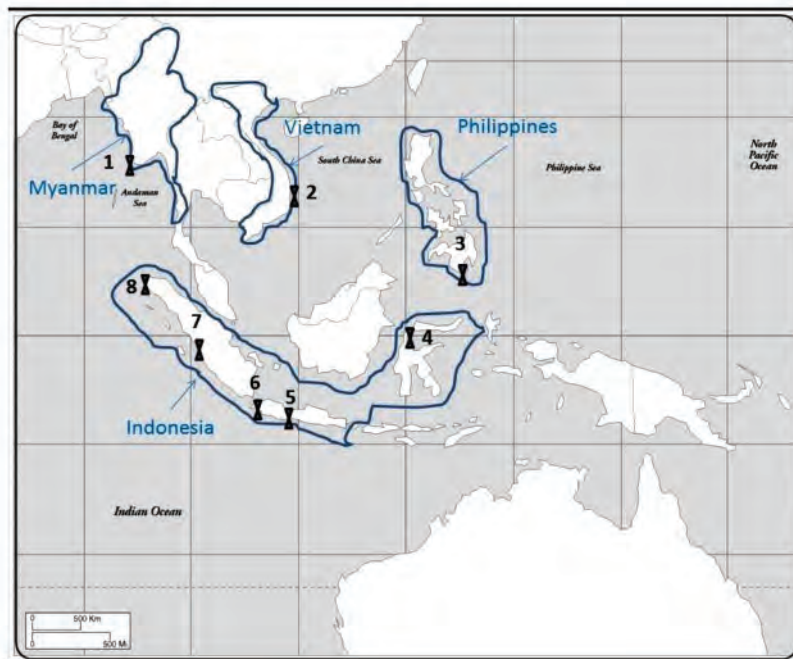 Bay of
Bengal
Vietnam
Philippines
South China Sea
Philippine Sea
North
Pacific
Ocean
1
Myanmar
Andaman
Sea
2
3
8
7
4
6
5
Indonesia
Indian Ocean
0 500 Km
0 500 Mi